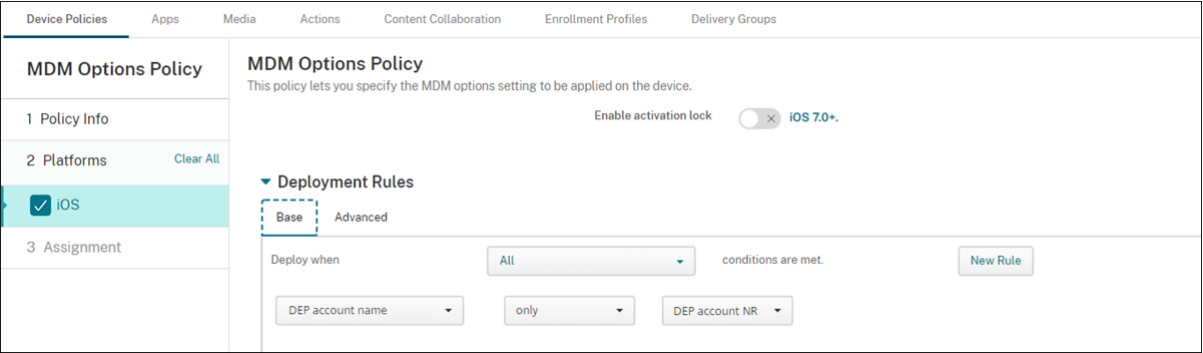 Device Policies Apps Media Actions Content Collaboration Enrollment Profiles Delivery Groups
MDM Options Policy
1 Policy Info
2 Platforms Clear All
iOS
3 Assignment
MDM Options Policy
This policy lets you specify the MDM options setting to be applied on the device.
Enable activation lock iOS 7.0+.
Deployment Rules
Base Advanced
Deploy when All conditions are met. New Rule
DEP account name only DEP account NR